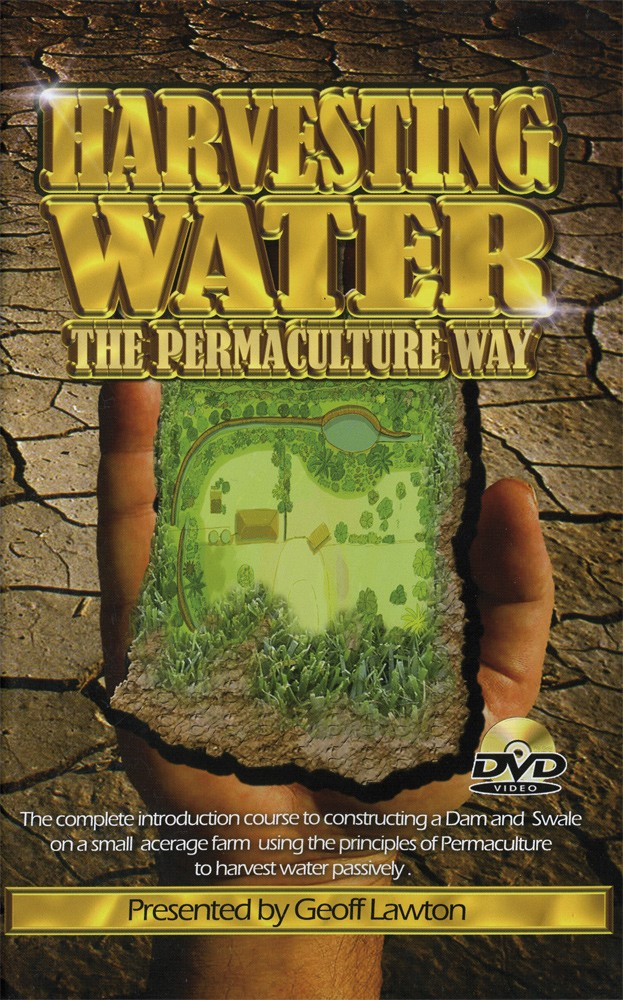 HARVESTING
WATER
THE PERMACULTURE WAY
DVD
VIDEO
The complete introduction course to constructing a Dam and Swale
on a small acerage farm using the principles of Permaculture
to harvest water passively.
Presented by Geoff Lawton